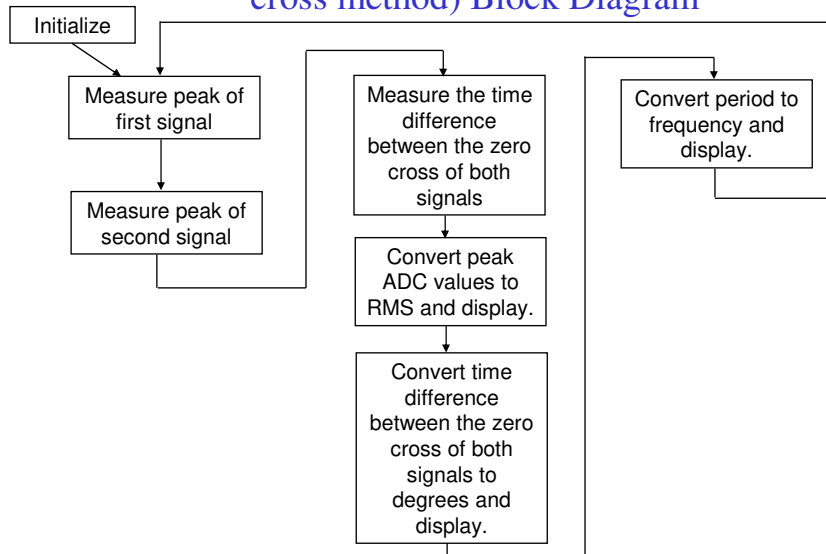 cross method) Block Diagram
Initialize
Measure peak of
first signal
Measure peak of
second signal
Measure the time
difference
between the zero
cross of both
signals
Convert peak
ADC values to
RMS and display.
Convert time
difference
between the zero
cross of both
signals to
degrees and
display.
Convert period to
frequency and
display.